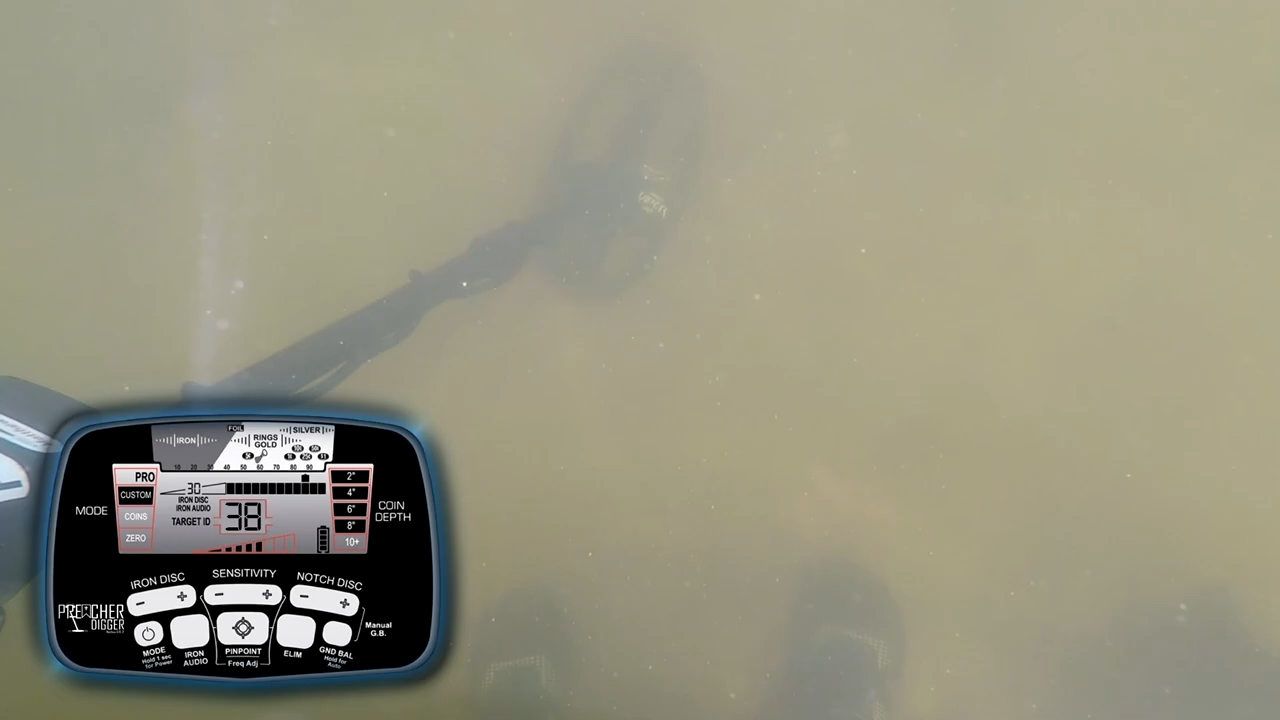 FOIL
IRON
SILVER
RINGS
GOLD
10 20 30 40 50 60 70 80 90
PRO
CUSTOM
COINS
ZERO
MODE
30
IRON DISC
IRON AUDIO
TARGET ID
38
2"
4"
6"
8"
10+
COIN
DEPTH
IRON DISC
SENSITIVITY
NOTCH DISC
- +
- +
- +
PREACHER
DIGGER
MODE
Hold 1 sec
for Power
IRON
AUDIO
PINPOINT
Freq Adj
ELIM
GND BAL
Hold for
Auto
Manual
G.B.